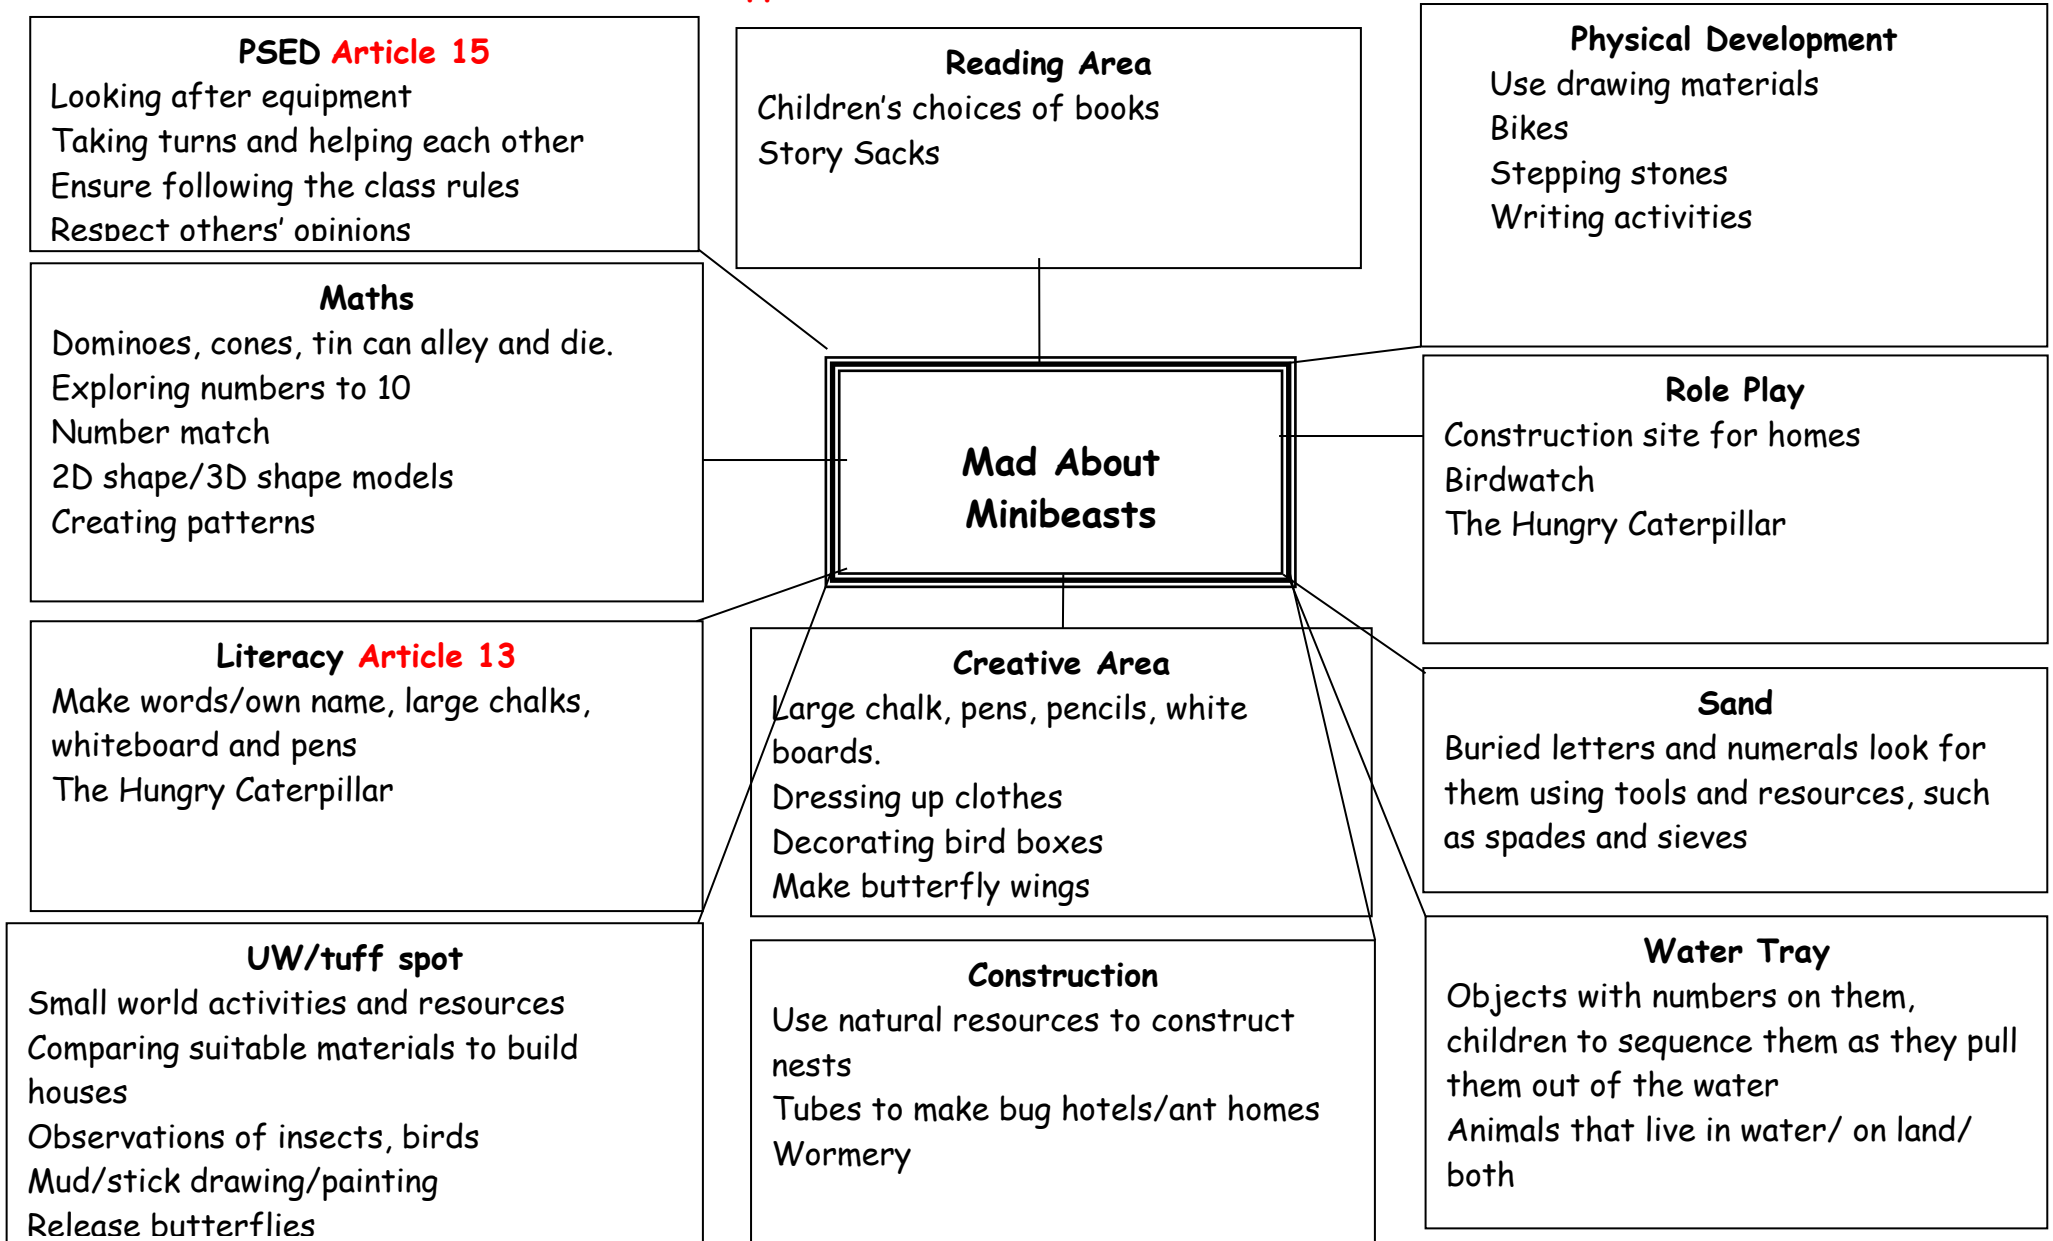 PSED Article 15
Looking after equipment
Taking turns and helping each other
Ensure following the class rules
Respect others’ opinions
Reading Area
Children’s choices of books
Story Sacks
Physical Development
Use drawing materials
Bikes
Stepping stones
Writing activities
Maths
Dominoes, cones, tin can alley and die.
Exploring numbers to 10
Number match
2D shape/3D shape models
Creating patterns
Mad About
Minibeasts
Role Play
Construction site for homes
Birdwatch
The Hungry Caterpillar
Literacy Article 13
Make words/own name, large chalks,
whiteboard and pens
The Hungry Caterpillar
Creative Area
Large chalk, pens, pencils, white
boards.
Dressing up clothes
Decorating bird boxes
Make butterfly wings
Sand
Buried letters and numerals look for
them using tools and resources, such
as spades and sieves
UW/tuff spot
Small world activities and resources
Comparing suitable materials to build
houses
Observations of insects, birds
Mud/stick drawing/painting
Release butterflies
Construction
Use natural resources to construct
nests
Tubes to make bug hotels/ant homes
Wormery
Water Tray
Objects with numbers on them,
children to sequence them as they pull
them out of the water
Animals that live in water/ on land/
both